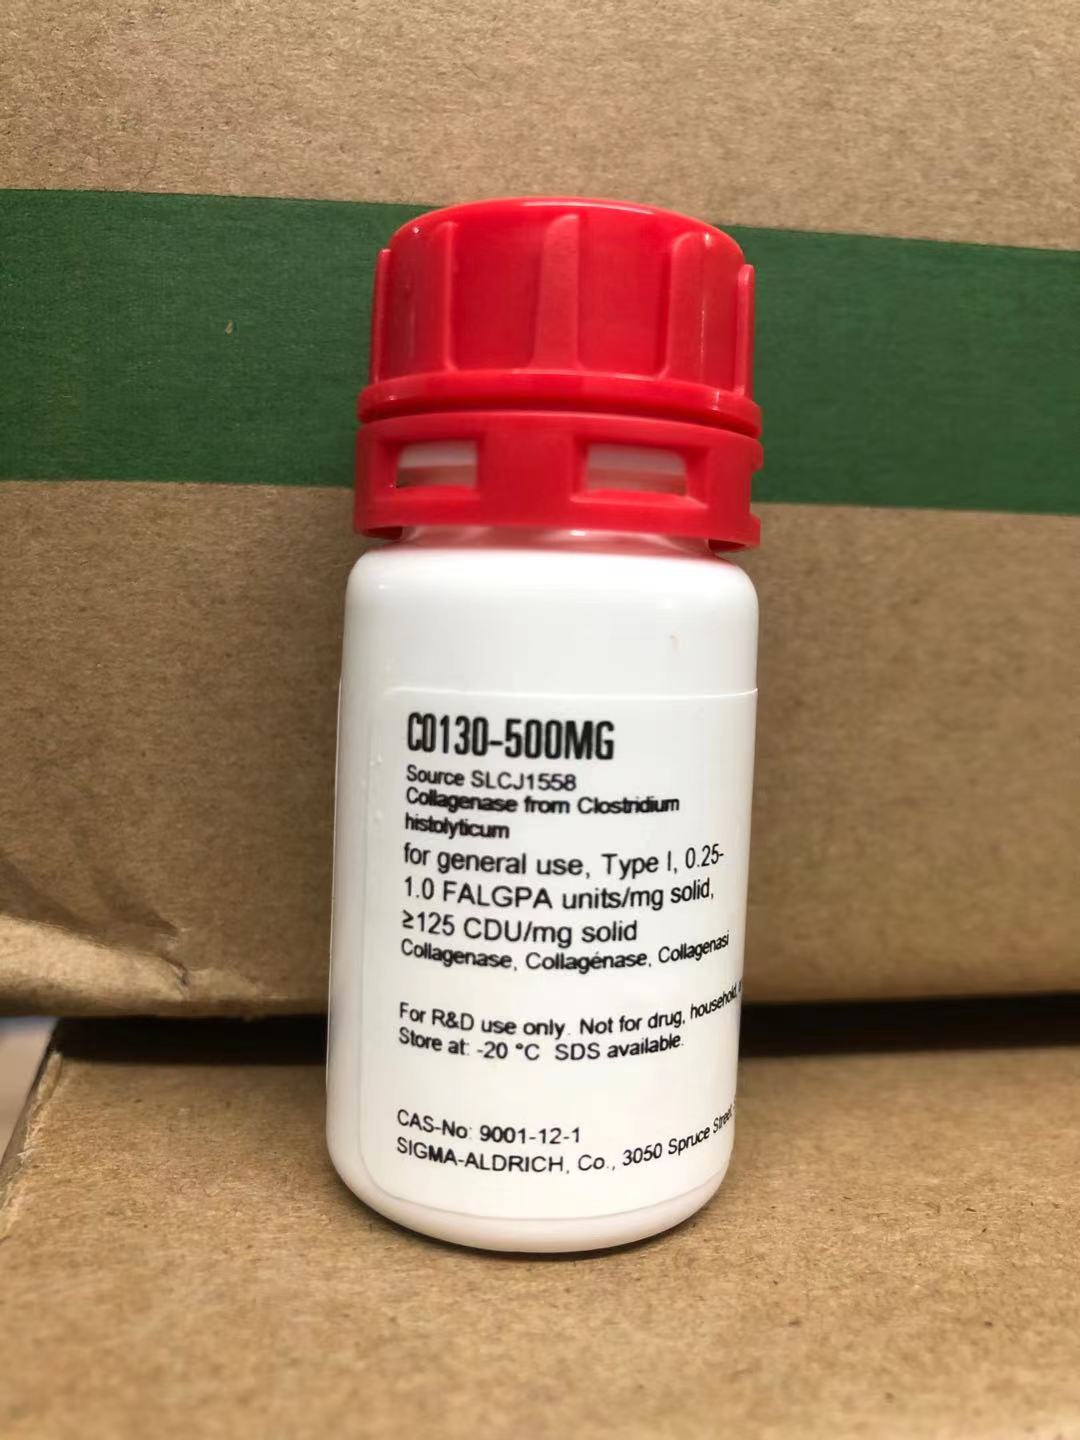 C0130-500MG
Source SLCJ1558
Collagenase from Clostridium
histolyticum
for general use, Type I, 0.25-
1.0 FALGPA units/mg solid,
≥125 CDU/mg solid
Collagenase, Collagénase, Collagenasi
For R&D use only. Not for drug, household,
Store at: -20 °C SDS available.
CAS-No: 9001-12-1
SIGMA-ALDRICH, Co., 3050 Spruce Street,